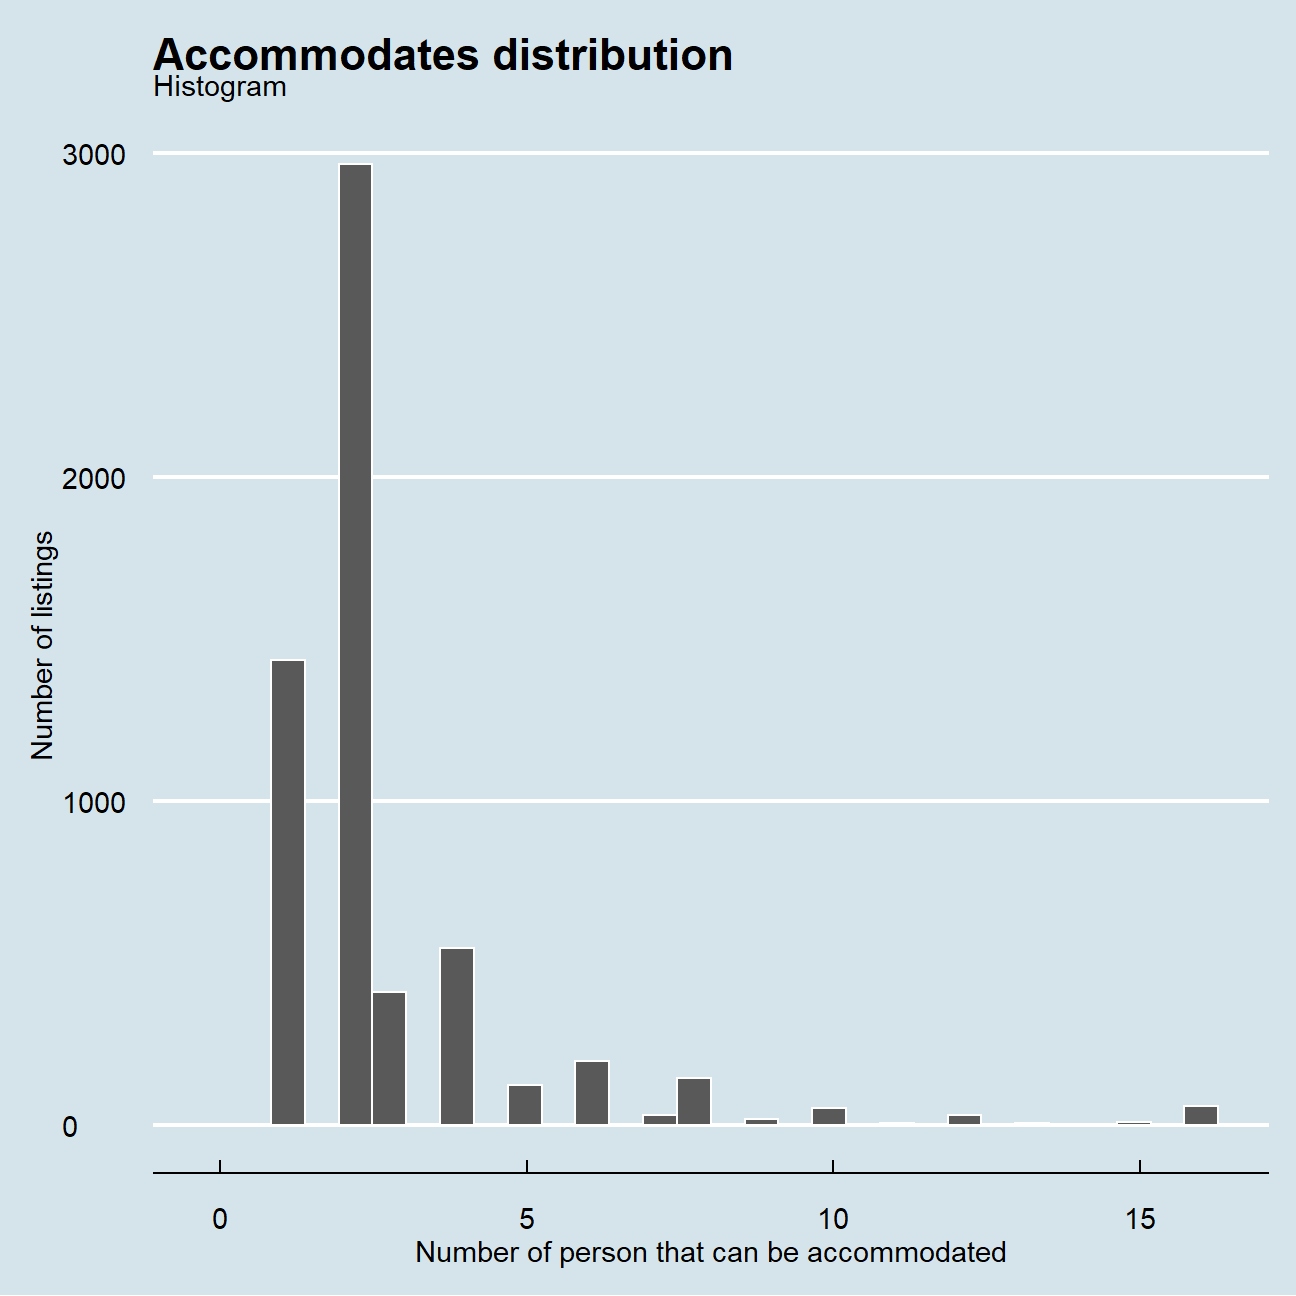 Accommodates distribution
Histogram
3000
2000
1000
0
Number of listings
0 5 10 15
Number of person that can be accommodated